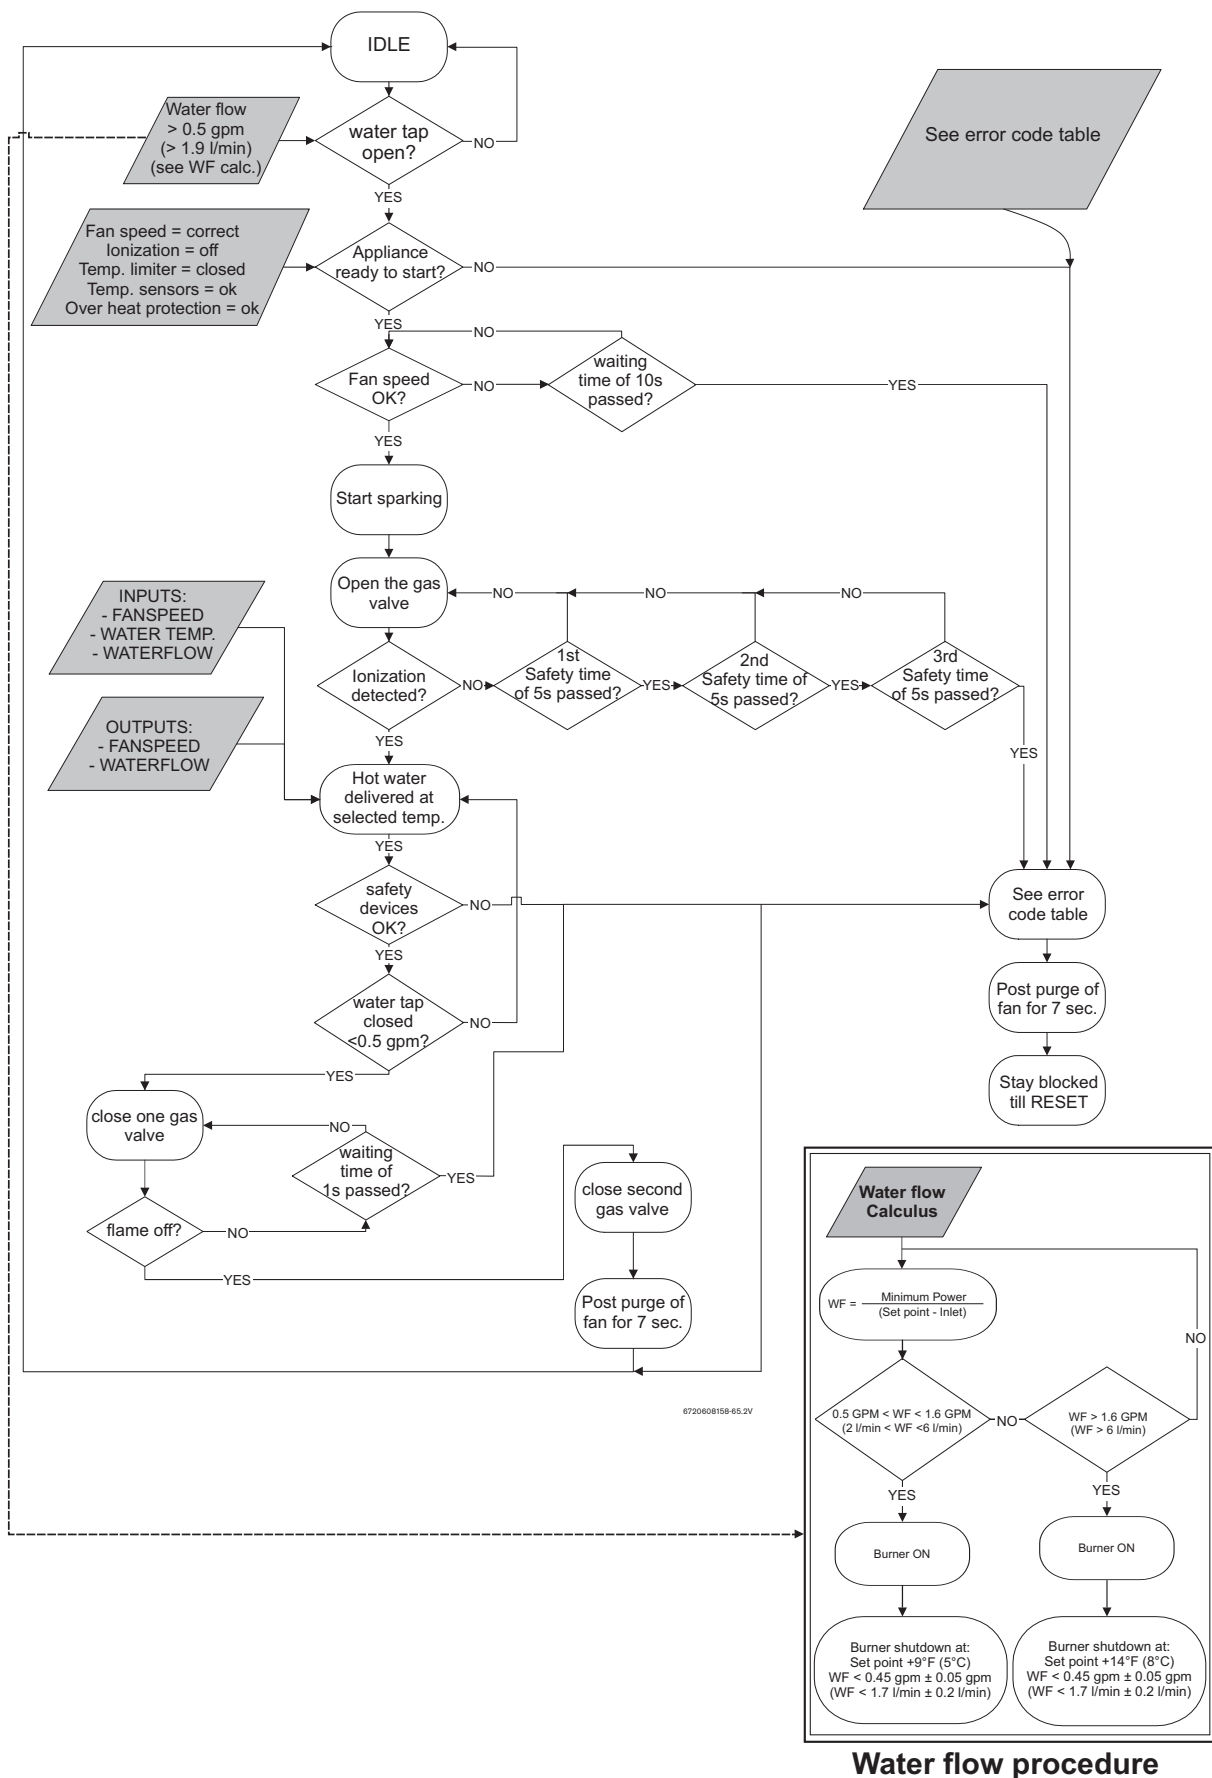 IDLE
Water flow
> 0.5 gpm
(> 1.9 l/min)
(see WF calc.)
water tap
open?
NO
See error code table
YES
Fan speed = correct
Ionization = off
Temp. limiter = closed
Temp. sensors = ok
Over heat protection = ok
Appliance
ready to start?
NO
YES
NO
Fan speed
OK?
NO
waiting
time of 10s
passed?
YES
YES
Start sparking
Open the gas
valve
NO
NO
NO
INPUTS:
- FANSPEED
- WATER TEMP.
- WATERFLOW
Ionization
detected?
NO
1st
Safety time
of 5s passed?
YES
2nd
Safety time of
5s passed?
YES
3rd
Safety time
of 5s passed?
YES
OUTPUTS:
- FANSPEED
- WATERFLOW
YES
Hot water
delivered at
selected temp.
YES
safety
devices
OK?
NO
See error
code table
YES
water tap
closed
<0.5 gpm?
NO
Post purge of
fan for 7 sec.
YES
Stay blocked
till RESET
close one gas
valve
NO
waiting
time of
1s passed?
YES
close second
gas valve
flame off?
NO
YES
Post purge of
fan for 7 sec.
6720608158-65.2V
Water flow
Calculus
WF =
Minimum Power
(Set point - Inlet)
NO
0.5 GPM < WF < 1.6 GPM
(2 l/min < WF <6 l/min)
NO
WF > 1.6 GPM
(WF > 6 l/min)
YES
YES
Burner ON
Burner ON
Burner shutdown at:
Set point +9°F (5°C)
WF < 0.45 gpm ± 0.05 gpm
(WF < 1.7 l/min ± 0.2 l/min)
Burner shutdown at:
Set point +14°F (8°C)
WF < 0.45 gpm ± 0.05 gpm
(WF < 1.7 l/min ± 0.2 l/min)
Water flow procedure